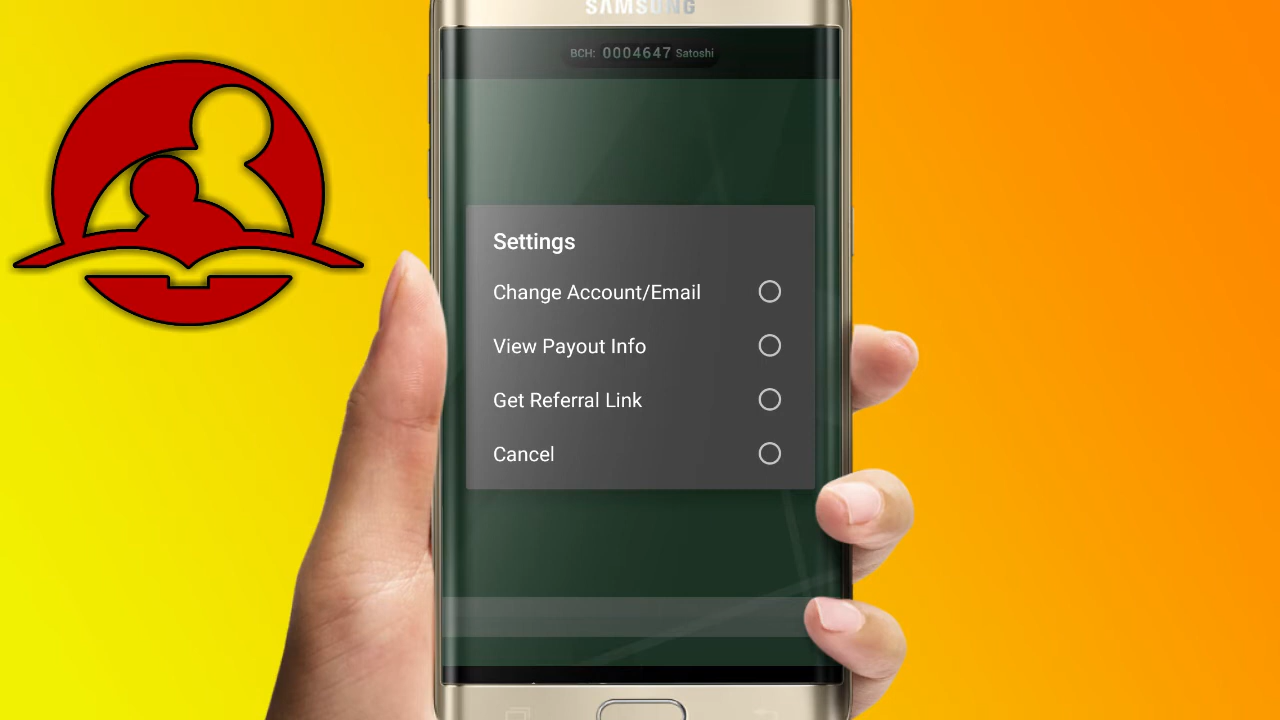 SAMSUNG
BCH: 0004647 Satoshi
Settings
Change Account/Email
View Payout Info
Get Referral Link
Cancel